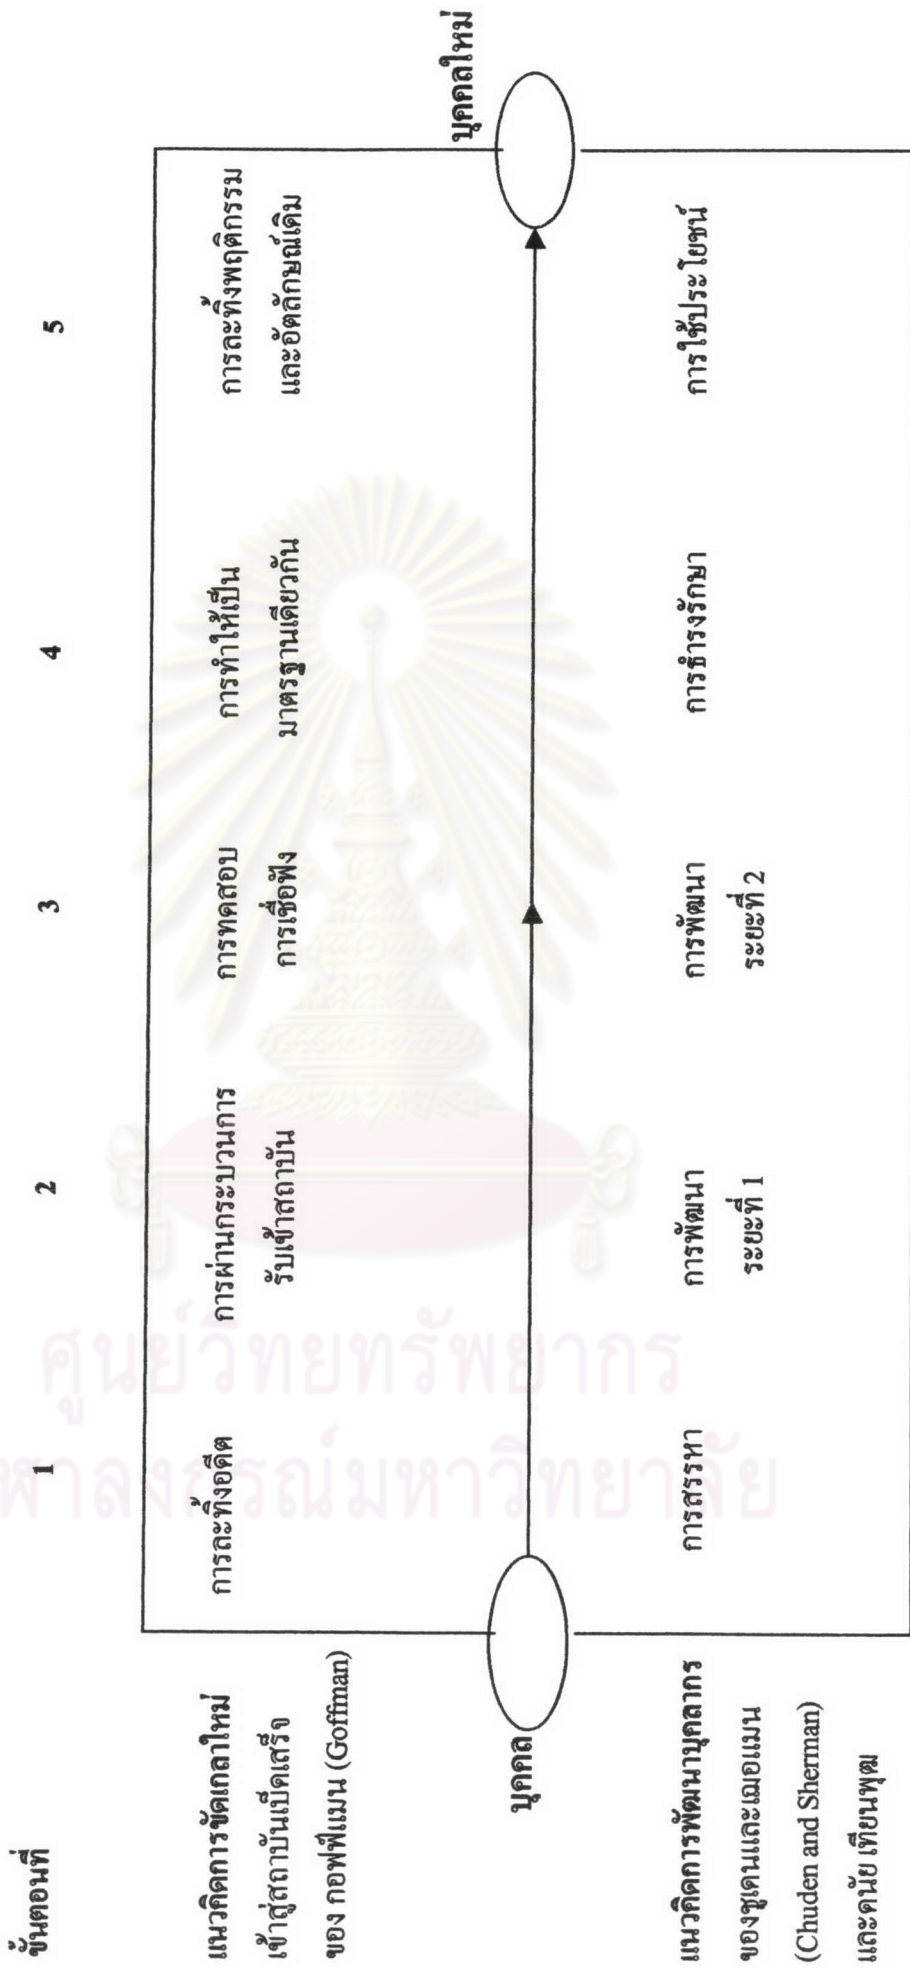 ขั้นตอนที่ 1 2 3 4 5
แนวคิดการขัดเกลาใหม่
เข้าสู่สถาบันเบ็ดเสร็จ
ของ กอฟฟ์แมน (Goffman)
การละทิ้งอดีต
การผ่านกระบวนการ
รับเข้าสถาบัน
การทดสอบ
การเชื่อฟัง
การทำให้เป็น
มาตรฐานเดียวกัน
การละทิ้งพฤติกรรม
และอัตลักษณ์เดิม
บุคคล
บุคคลใหม่
แนวคิดการพัฒนาบุคลากร
ของชูเดนและเฌอแมน
(Chuden and Sherman)
และดนัย เทียนพุฒ
การสรรหา
การพัฒนา
ระยะที่ 1
การพัฒนา
ระยะที่ 2
การธำรงรักษา
การใช้ประโยชน์
ศูนย์วิทยทรัพยากร
ฬาลงกรณ์มหาวิทยาลัย